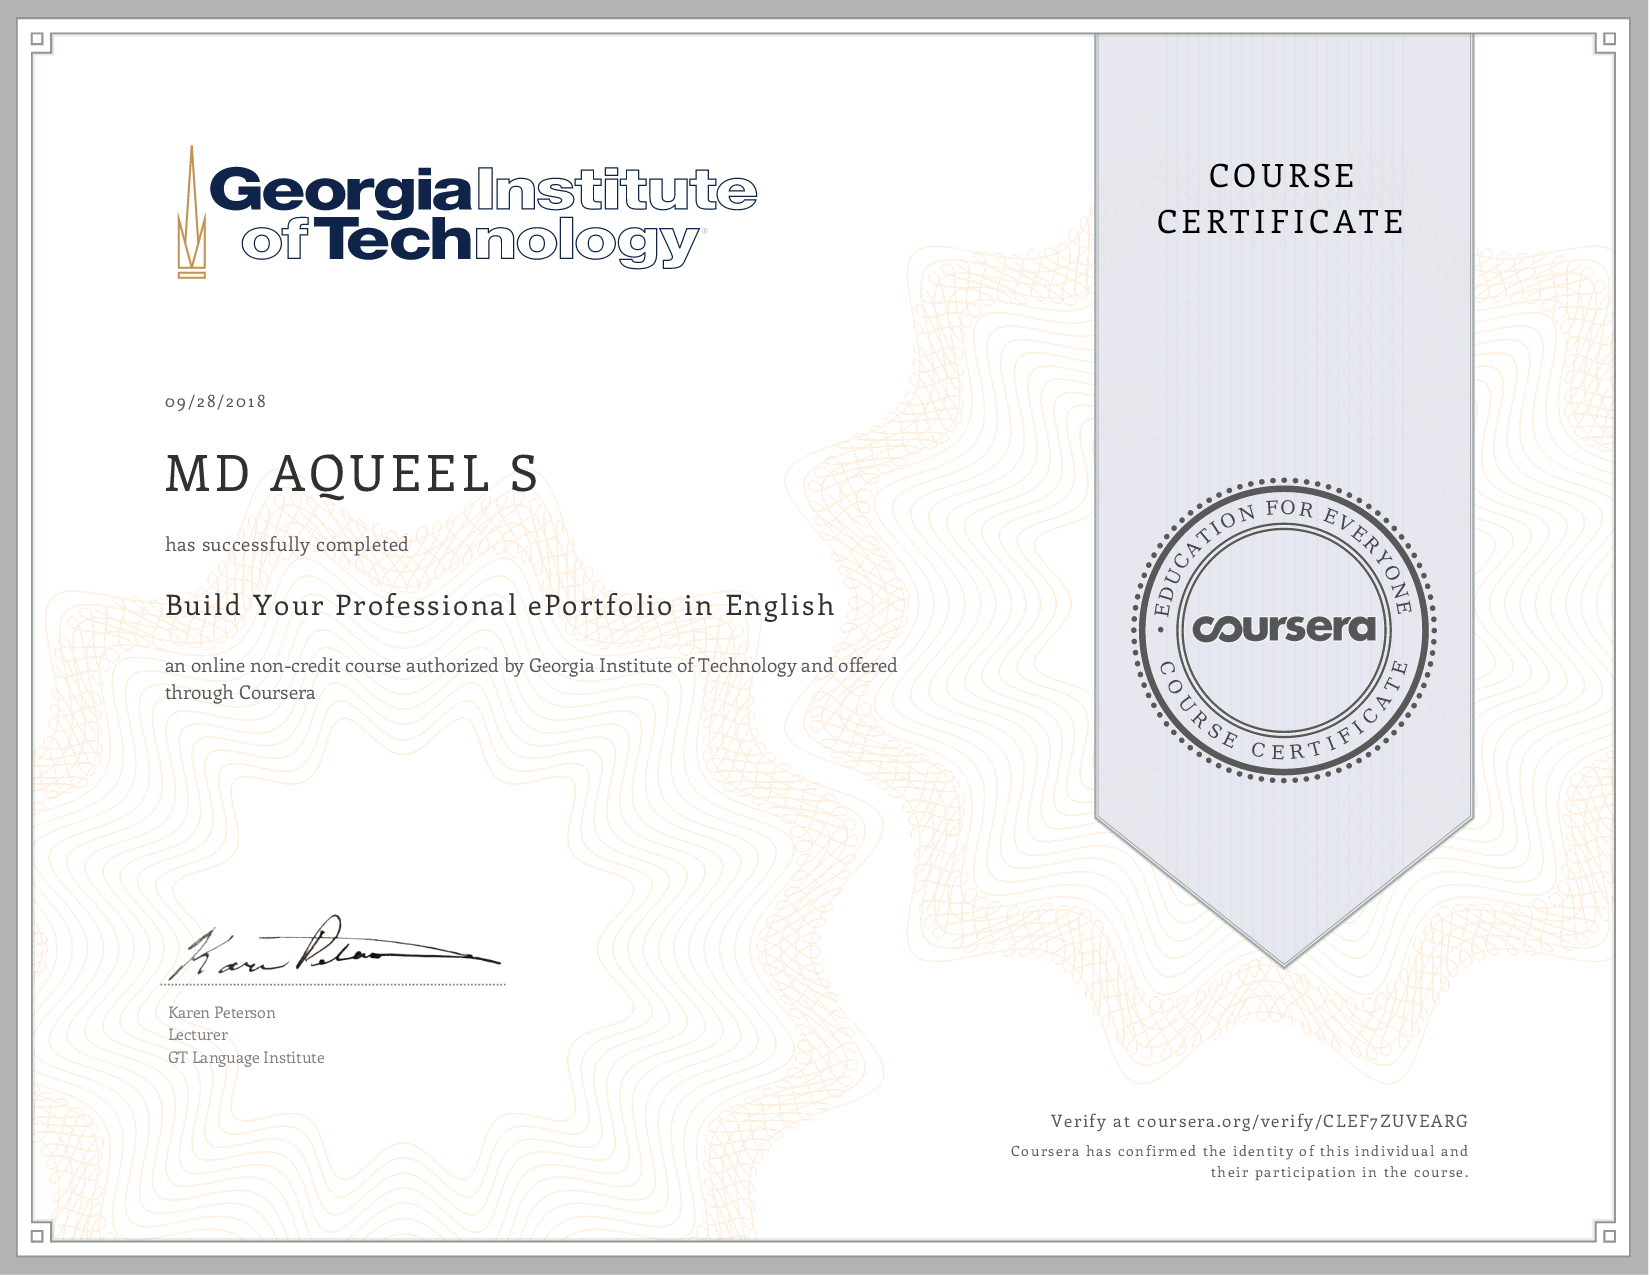 Georgia Institute
of Technology®
COURSE
CERTIFICATE
09/28/2018
MD AQUEEL S
has successfully completed
Build Your Professional ePortfolio in English
an online non-credit course authorized by Georgia Institute of Technology and offered
through Coursera
• EDUCATION FOR EVERYONE •
coursera
COURSE CERTIFICATE
Karen Peterson
Karen Peterson
Lecturer
GT Language Institute
Verify at coursera.org/verify/CLEF7ZUVEARG
Coursera has confirmed the identity of this individual and
their participation in the course.